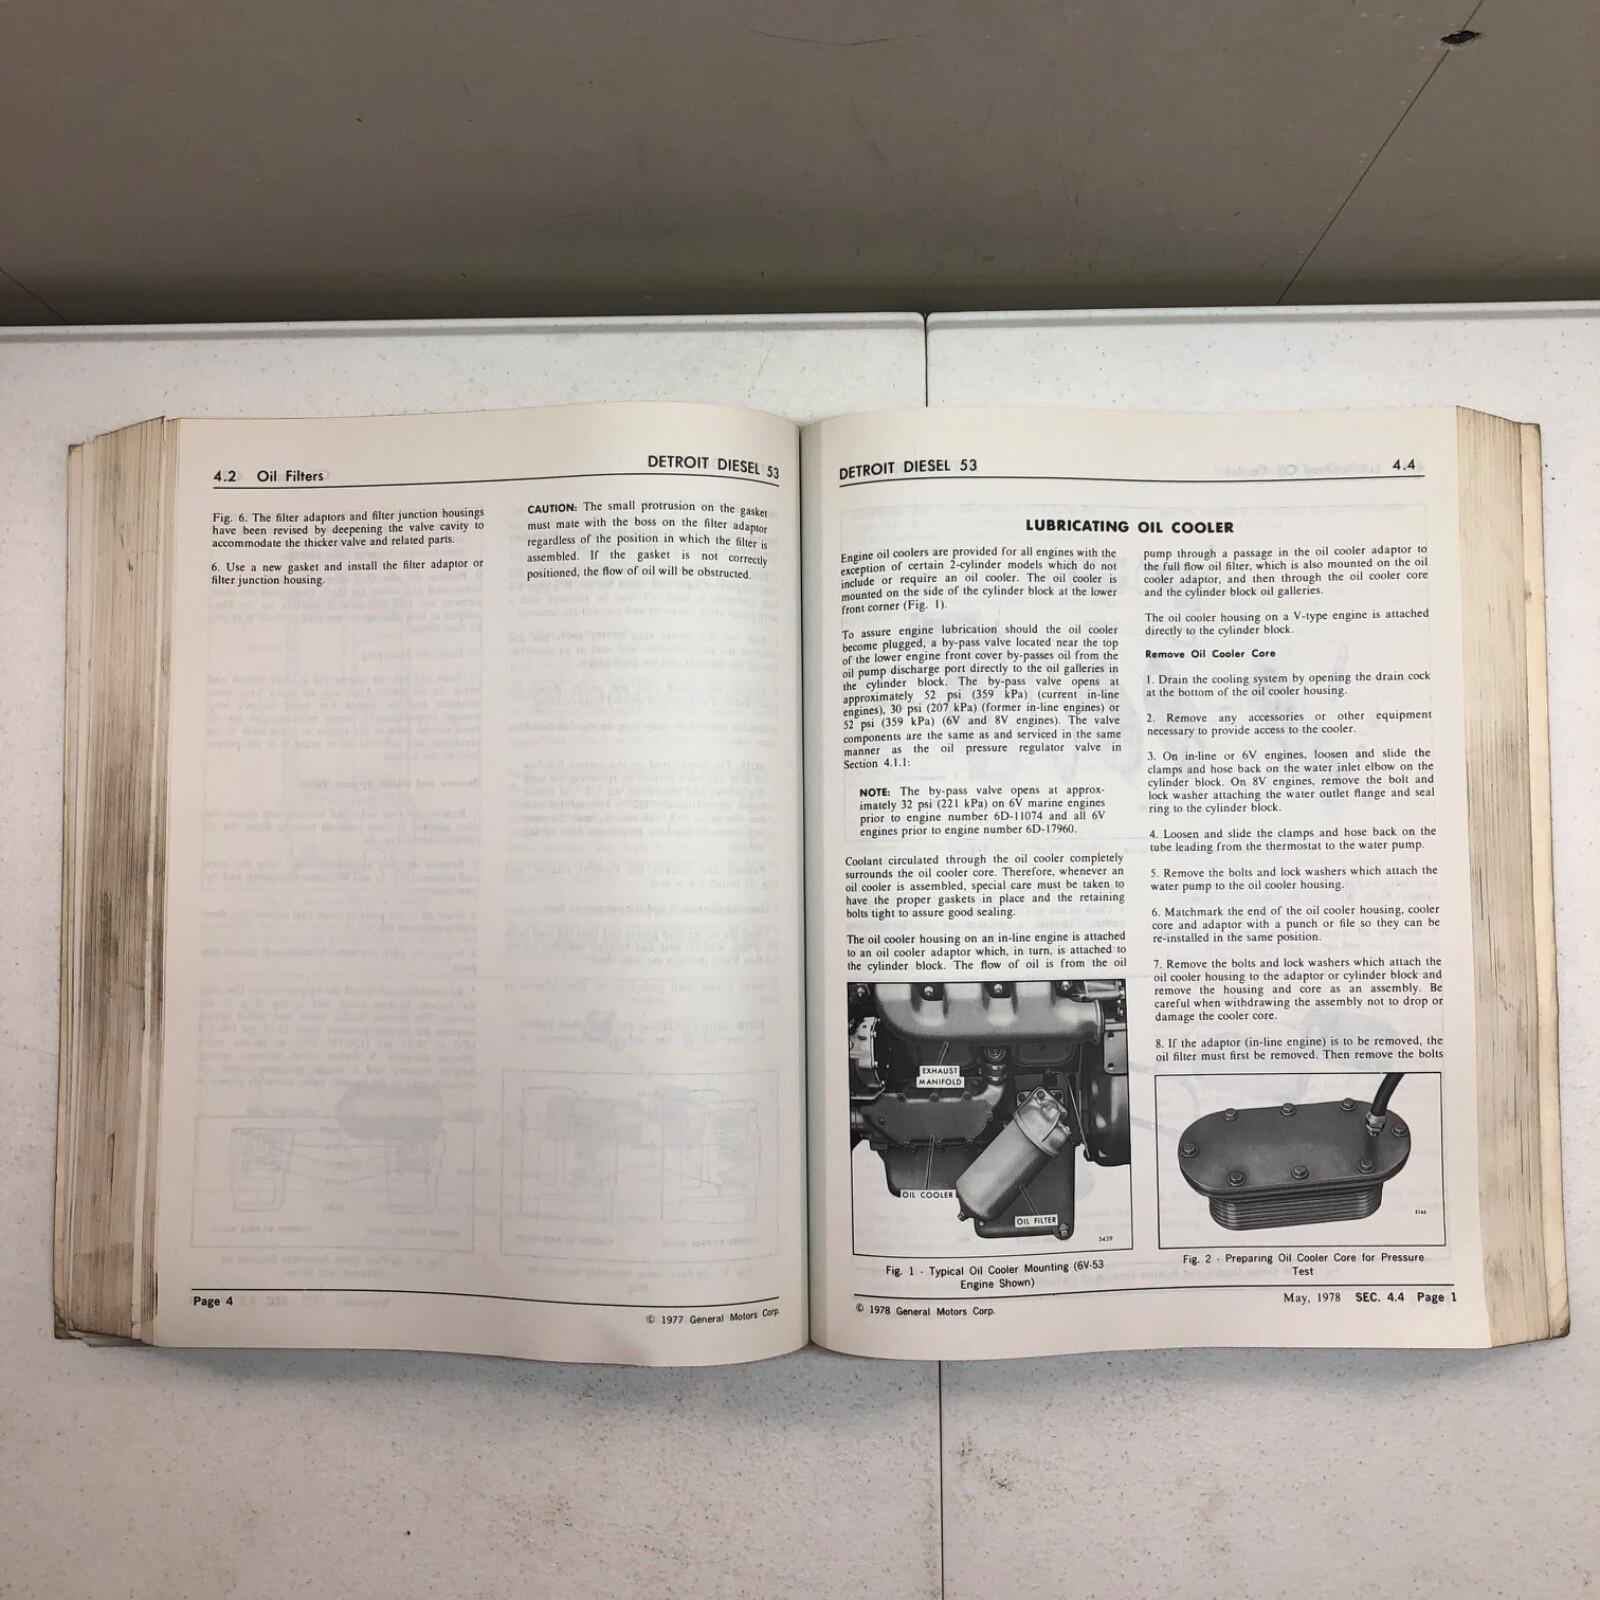 4.2 Oil Filters
DETROIT DIESEL 53
Fig. 6. The filter adaptors and filter junction housings
have been revised by deepening the valve cavity to
accommodate the thicker valve and related parts.
6. Use a new gasket and install the filter adaptor or
filter junction housing.
CAUTION: The small protrusion on the gasket
must mate with the boss on the filter adaptor
regardless of the position in which the filter is
assembled. If the gasket is not correctly
positioned, the flow of oil will be obstructed.
Page 4
© 1977 General Motors Corp.
DETROIT DIESEL 53
4.4
LUBRICATING OIL COOLER
Engine oil coolers are provided for all engines with the
exception of certain 2-cylinder models which do not
include or require an oil cooler. The oil cooler is
mounted on the side of the cylinder block at the lower
front corner (Fig. 1).
To assure engine lubrication should the oil cooler
become plugged, a by-pass valve located near the top
of the lower engine front cover by-passes oil from the
oil pump discharge port directly to the oil galleries in
the cylinder block. The by-pass valve opens at
approximately 52 psi (359 kPa) (current in-line
engines), 30 psi (207 kPa) (former in-line engines) or
52 psi (359 kPa) (6V and 8V engines). The valve
components are the same as and serviced in the same
manner as the oil pressure regulator valve in
Section 4.1.1:
NOTE: The by-pass valve opens at approx-
imately 32 psi (221 kPa) on 6V marine engines
prior to engine number 6D-11074 and all 6V
engines prior to engine number 6D-17960.
Coolant circulated through the oil cooler completely
surrounds the oil cooler core. Therefore, whenever an
oil cooler is assembled, special care must be taken to
have the proper gaskets in place and the retaining
bolts tight to assure good sealing.
The oil cooler housing on an in-line engine is attached
to an oil cooler adaptor which, in turn, is attached to
the cylinder block. The flow of oil is from the oil
EXHAUST
MANIFOLD
OIL COOLER
OIL FILTER
5439
Fig. 1 - Typical Oil Cooler Mounting (6V-53
Engine Shown)
pump through a passage in the oil cooler adaptor to
the full flow oil filter, which is also mounted on the oil
cooler adaptor, and then through the oil cooler core
and the cylinder block oil galleries.
The oil cooler housing on a V-type engine is attached
directly to the cylinder block.
Remove Oil Cooler Core
1. Drain the cooling system by opening the drain cock
at the bottom of the oil cooler housing.
2. Remove any accessories or other equipment
necessary to provide access to the cooler.
3. On in-line or 6V engines, loosen and slide the
clamps and hose back on the water inlet elbow on the
cylinder block. On 8V engines, remove the bolt and
lock washer attaching the water outlet flange and seal
ring to the cylinder block.
4. Loosen and slide the clamps and hose back on the
tube leading from the thermostat to the water pump.
5. Remove the bolts and lock washers which attach the
water pump to the oil cooler housing.
6. Matchmark the end of the oil cooler housing, cooler
core and adaptor with a punch or file so they can be
re-installed in the same position.
7. Remove the bolts and lock washers which attach the
oil cooler housing to the adaptor or cylinder block and
remove the housing and core as an assembly. Be
careful when withdrawing the assembly not to drop or
damage the cooler core.
8. If the adaptor (in-line engine) is to be removed, the
oil filter must first be removed. Then remove the bolts
Fig. 2 - Preparing Oil Cooler Core for Pressure
Test
© 1978 General Motors Corp.
May, 1978 SEC. 4.4 Page 1